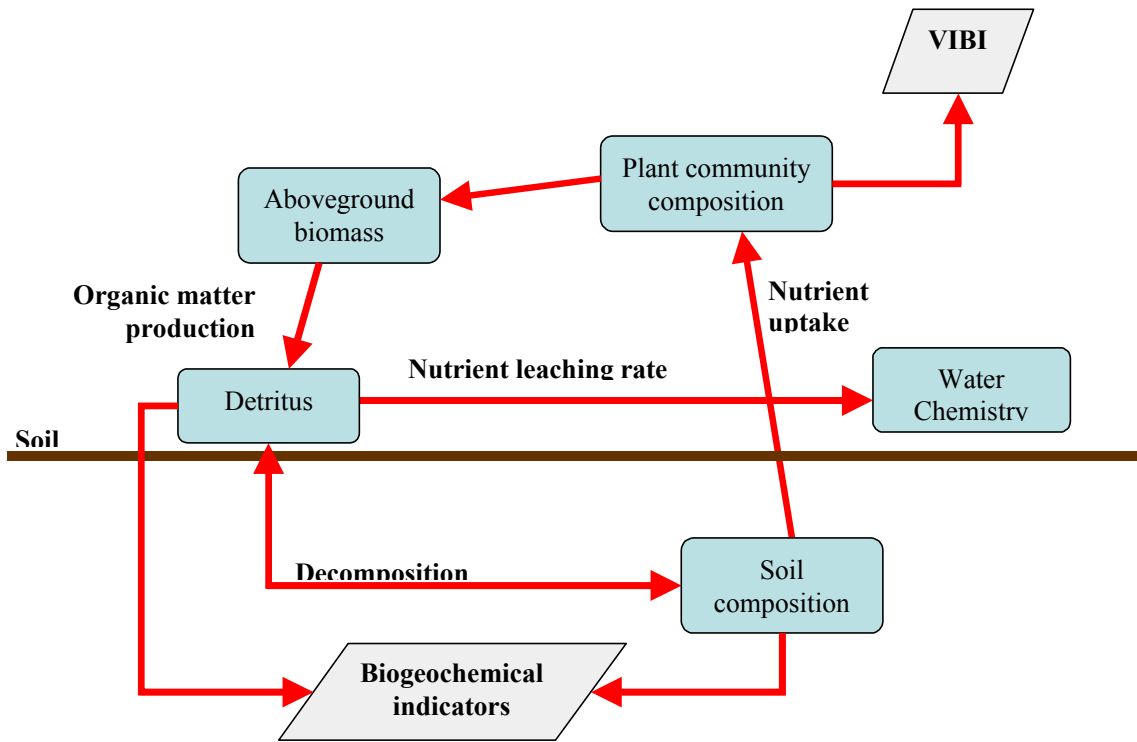 VIBI
Plant community
composition
Aboveground
biomass
Organic matter
production
Nutrient
uptake
Nutrient leaching rate
Water
Chemistry
Detritus
Soil
Decomposition
Soil
composition
Biogeochemical
indicators